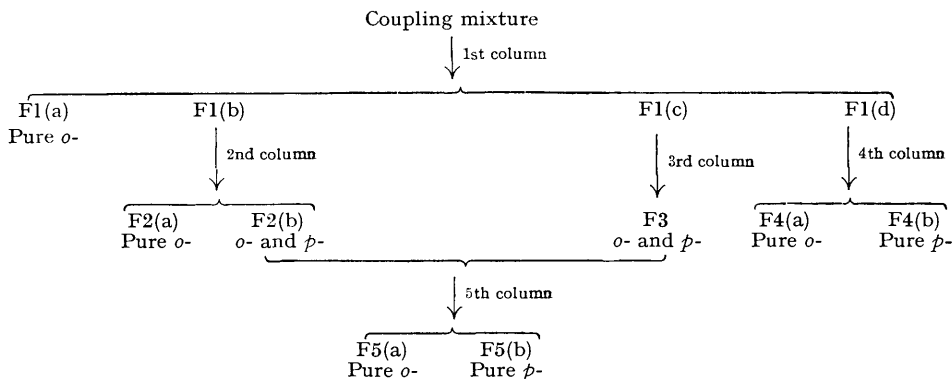 Coupling mixture
1st column
F1(a) F1(b) F1(c) F1(d)
Pure o-
2nd column 3rd column 4th column
F2(a) F2(b) F3 F4(a) F4(b)
Pure o- o- and p- o- and p- Pure o- Pure p-
5th column
F5(a) F5(b)
Pure o- Pure p-